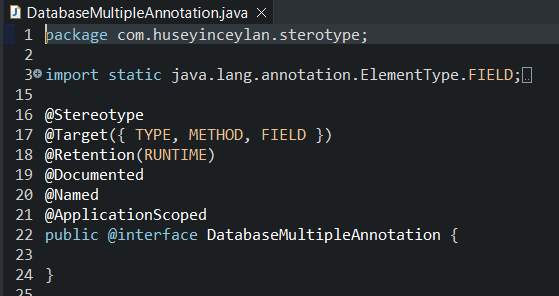 DatabaseMultipleAnnotation.java
1 package com.huseyinceylan.sterotype;
2
3 import static java.lang.annotation.ElementType.FIELD;
15
16 @Stereotype
17 @Target({ TYPE, METHOD, FIELD })
18 @Retention(RUNTIME)
19 @Documented
20 @Named
21 @ApplicationScoped
22 public @interface DatabaseMultipleAnnotation {
23
24 }
25